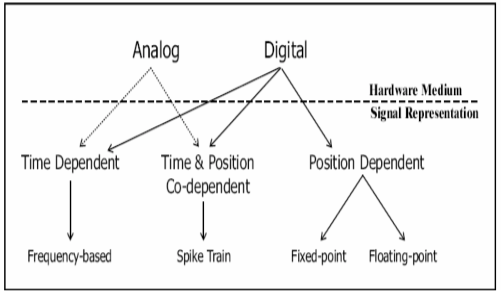 Analog Digital
Hardware Medium
Signal Representation
Time Dependent Time & Position Position Dependent
Co-dependent
Frequency-based Spike Train Fixed-point Floating-point